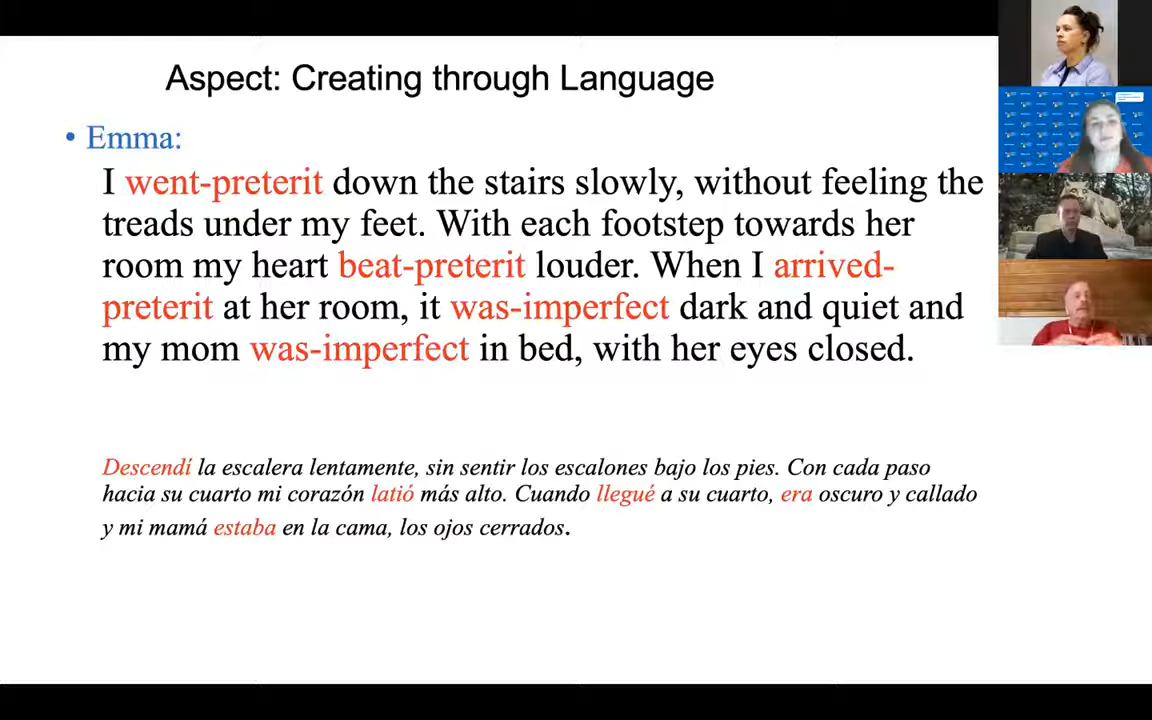 Aspect: Creating through Language
• Emma:
I went-preterit down the stairs slowly, without feeling the
treads under my feet. With each footstep towards her
room my heart beat-preterit louder. When I arrived-
preterit at her room, it was-imperfect dark and quiet and
my mom was-imperfect in bed, with her eyes closed.
Descendí la escalera lentamente, sin sentir los escalones bajo los pies. Con cada paso
hacia su cuarto mi corazón latió más alto. Cuando llegué a su cuarto, era oscuro y callado
y mi mamá estaba en la cama, los ojos cerrados.